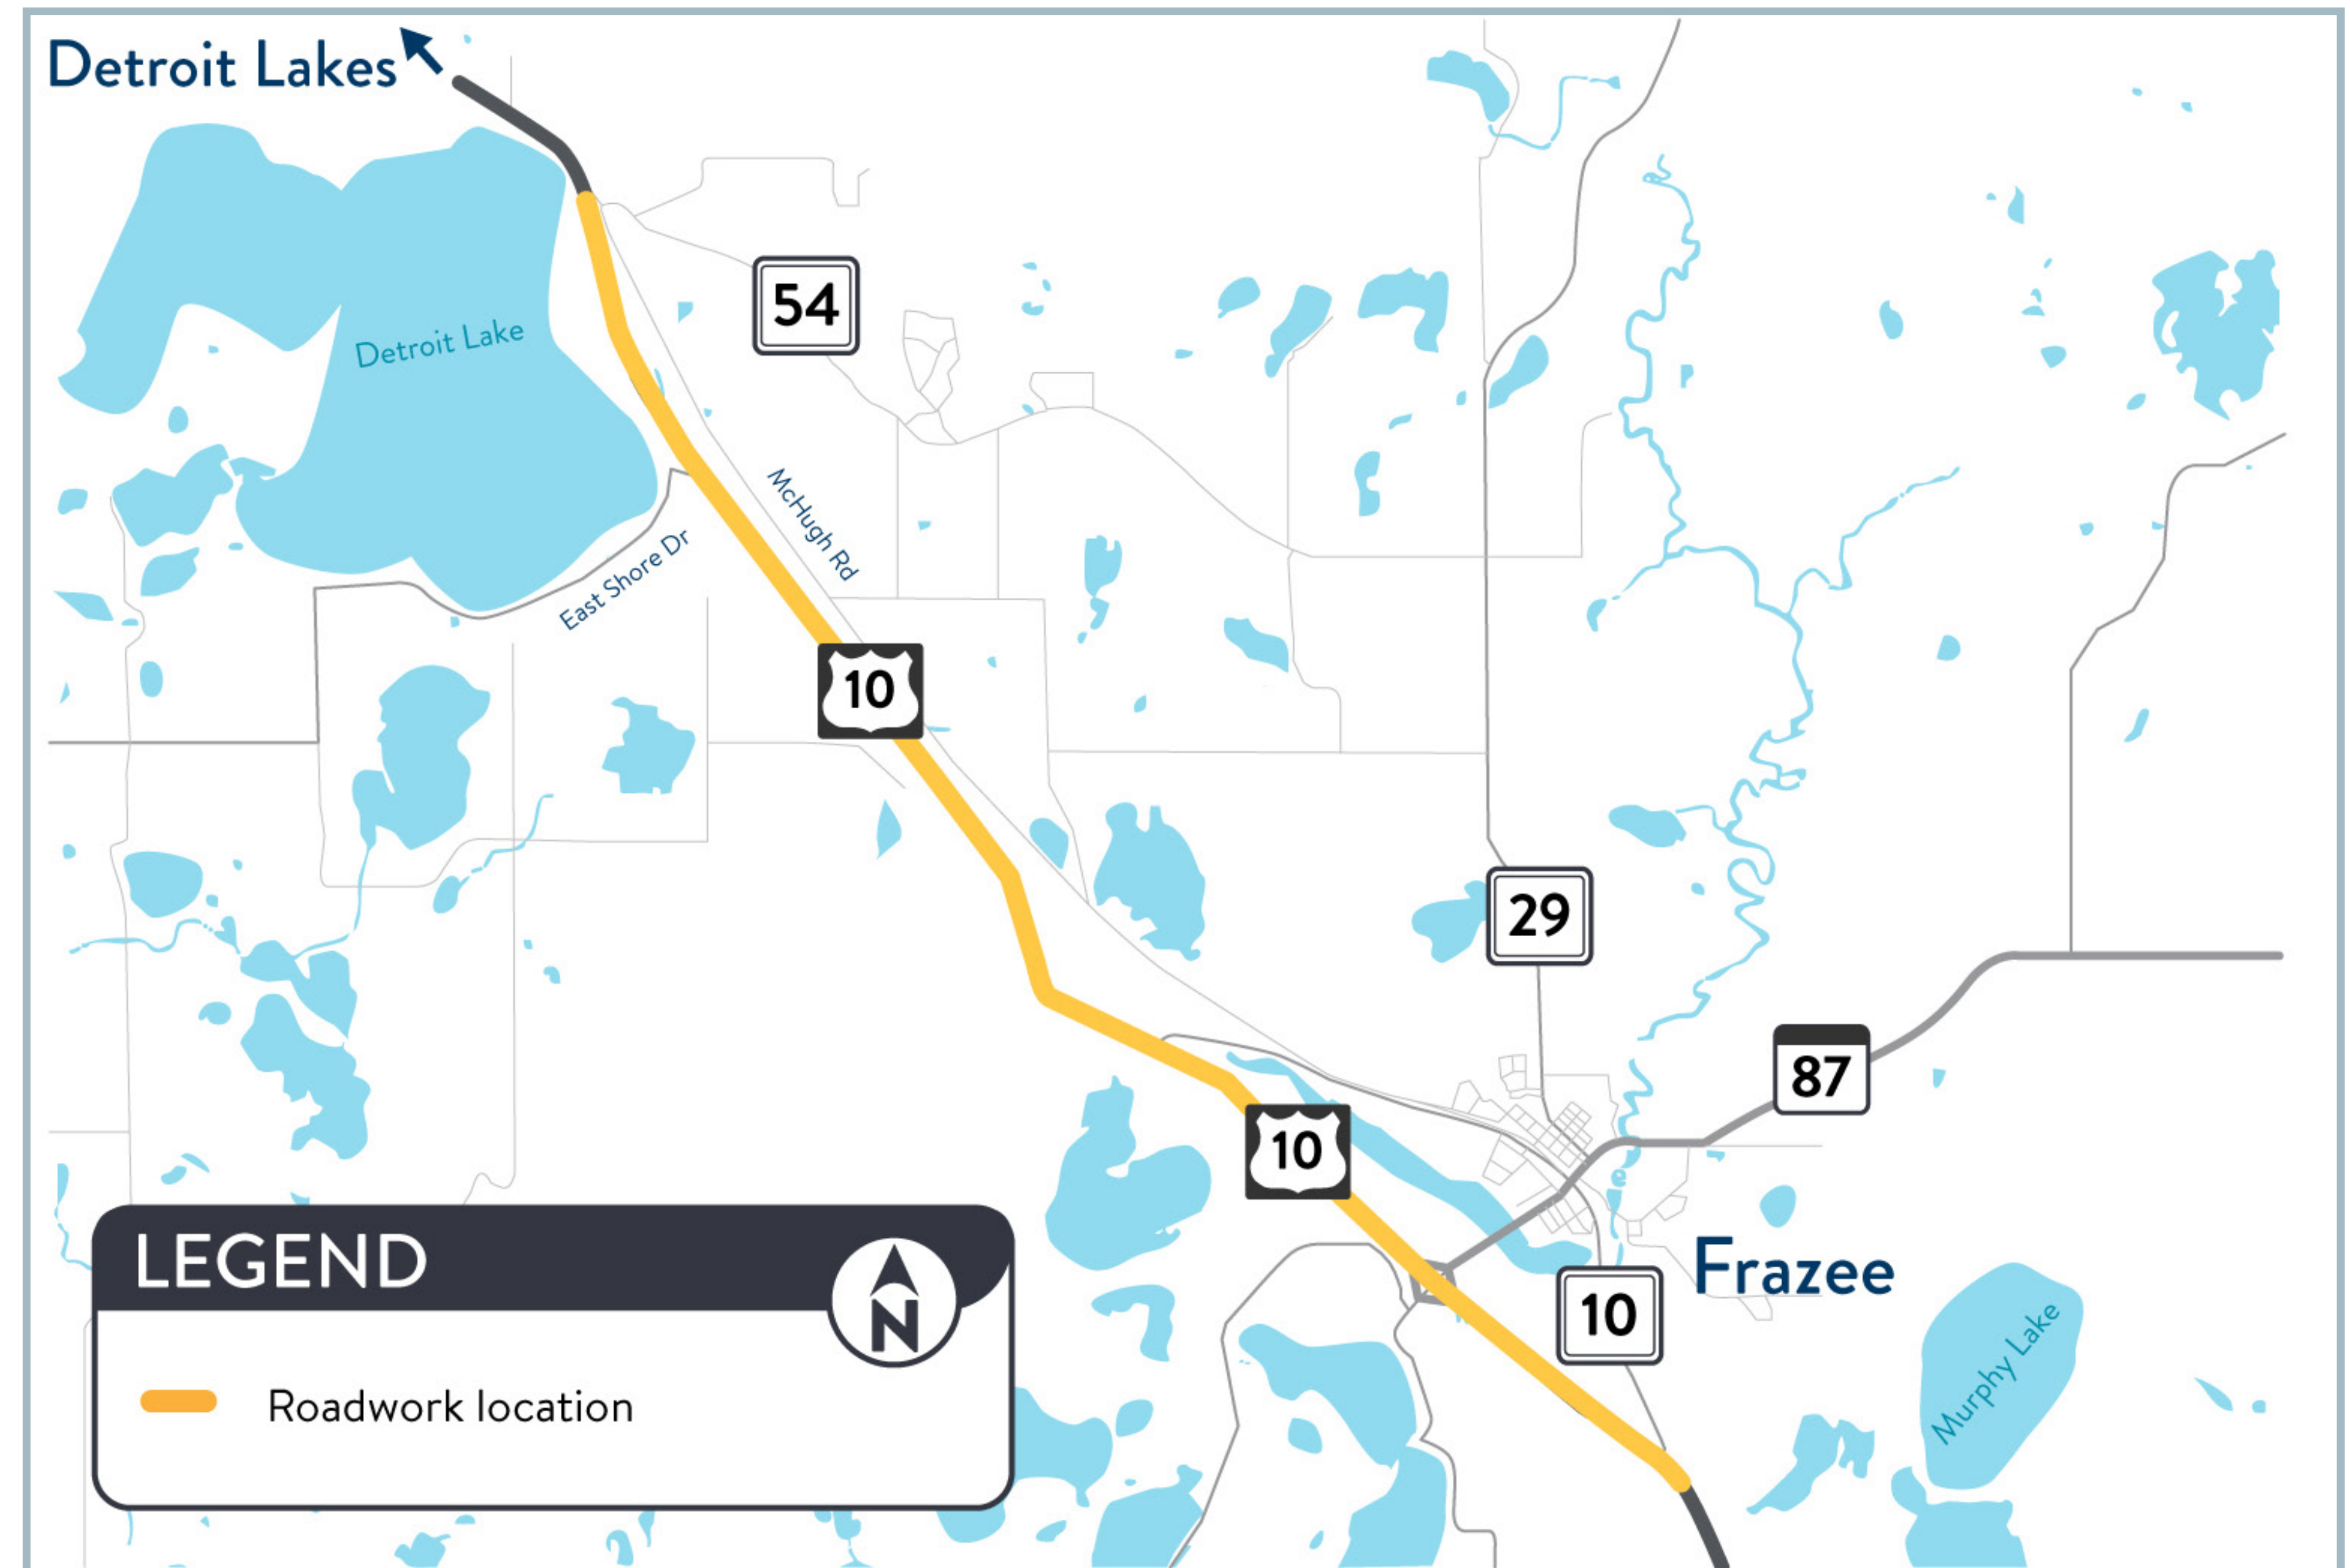 Detroit Lakes
54
Detroit Lake
McHugh Rd
East Shore Dr
10
29
87
10
10
Frazee
Murphy Lake
LEGEND
N
Roadwork location